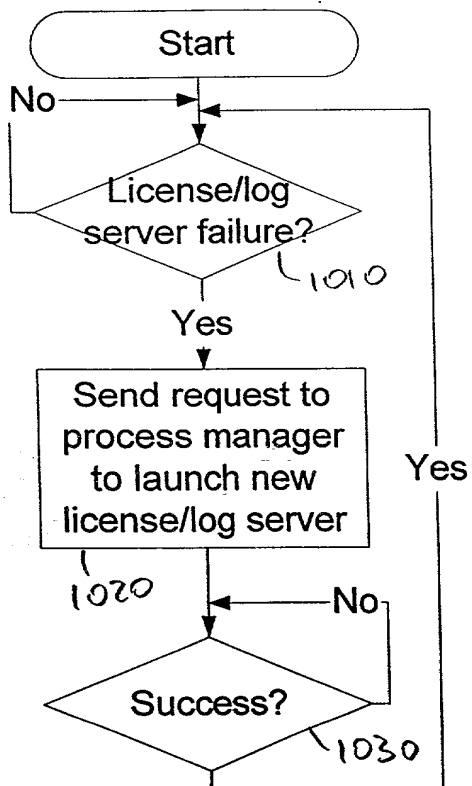 Start
No
License/log
server failure?
1010
Yes
Send request to
process manager
to launch new
license/log server
Yes
1020
No
Success?
1030